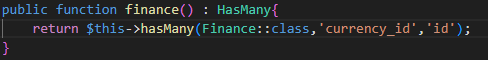 public function finance() : HasMany{
    return $this->hasMany(Finance::class,'currency_id','id');
}